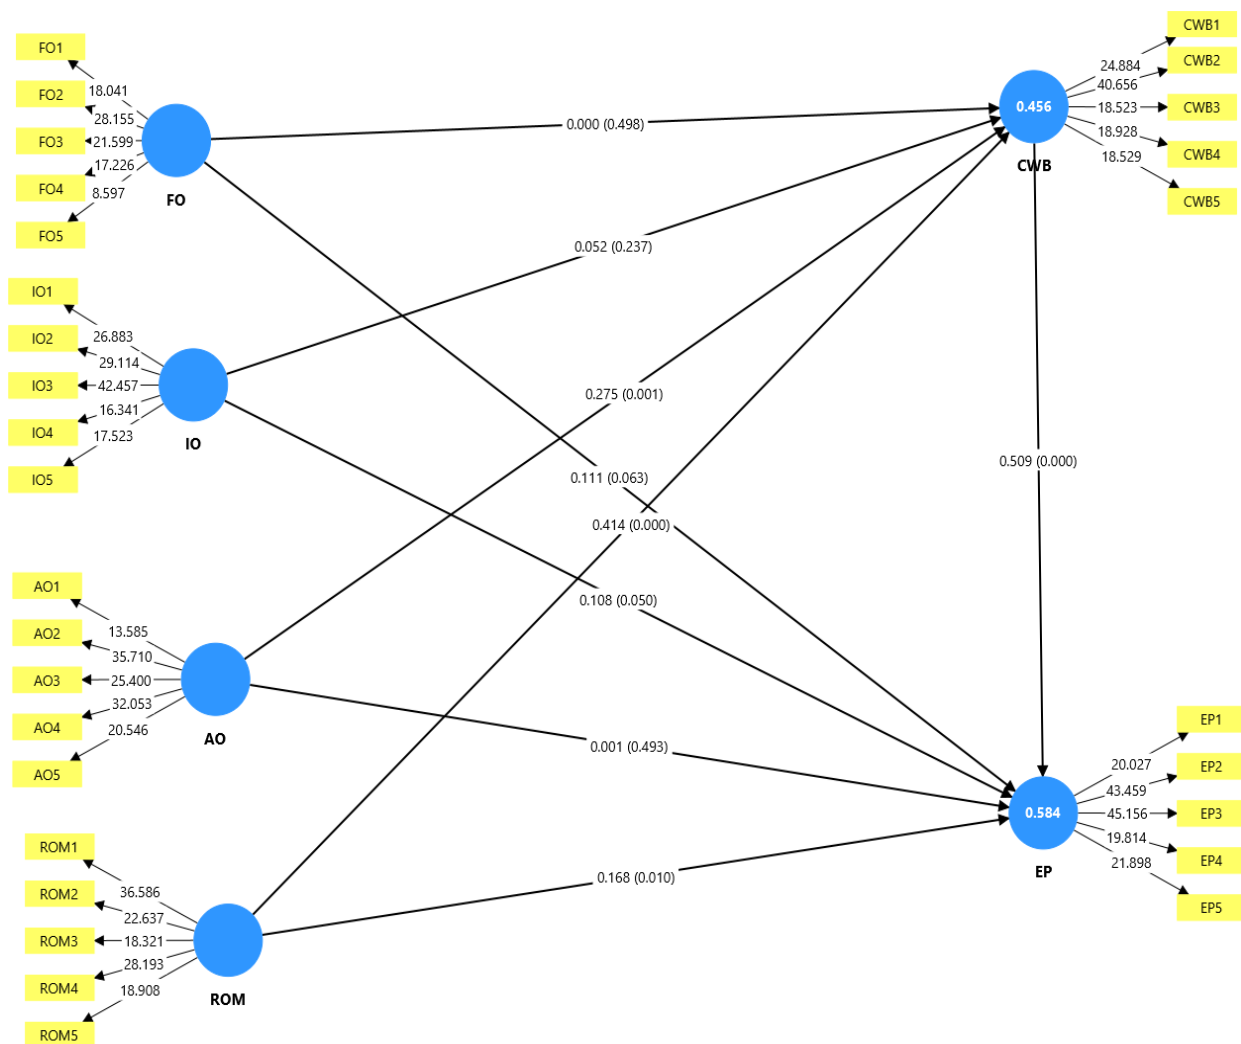 FO1
FO2
FO3
FO4
FO5
18.041
28.155
21.599
17.226
8.597
FO
IO1
IO2
IO3
IO4
IO5
26.883
29.114
42.457
16.341
17.523
IO
AO1
AO2
AO3
AO4
AO5
13.585
35.710
25.400
32.053
20.546
AO
ROM1
ROM2
ROM3
ROM4
ROM5
36.586
22.637
18.321
28.193
18.908
ROM
0.000 (0.498)
0.052 (0.237)
0.275 (0.001)
0.111 (0.063)
0.414 (0.000)
0.108 (0.050)
0.001 (0.493)
0.168 (0.010)
0.509 (0.000)
0.456
CWB
24.884
40.656
18.523
18.928
18.529
CWB1
CWB2
CWB3
CWB4
CWB5
0.584
EP
20.027
43.459
45.156
19.814
21.898
EP1
EP2
EP3
EP4
EP5